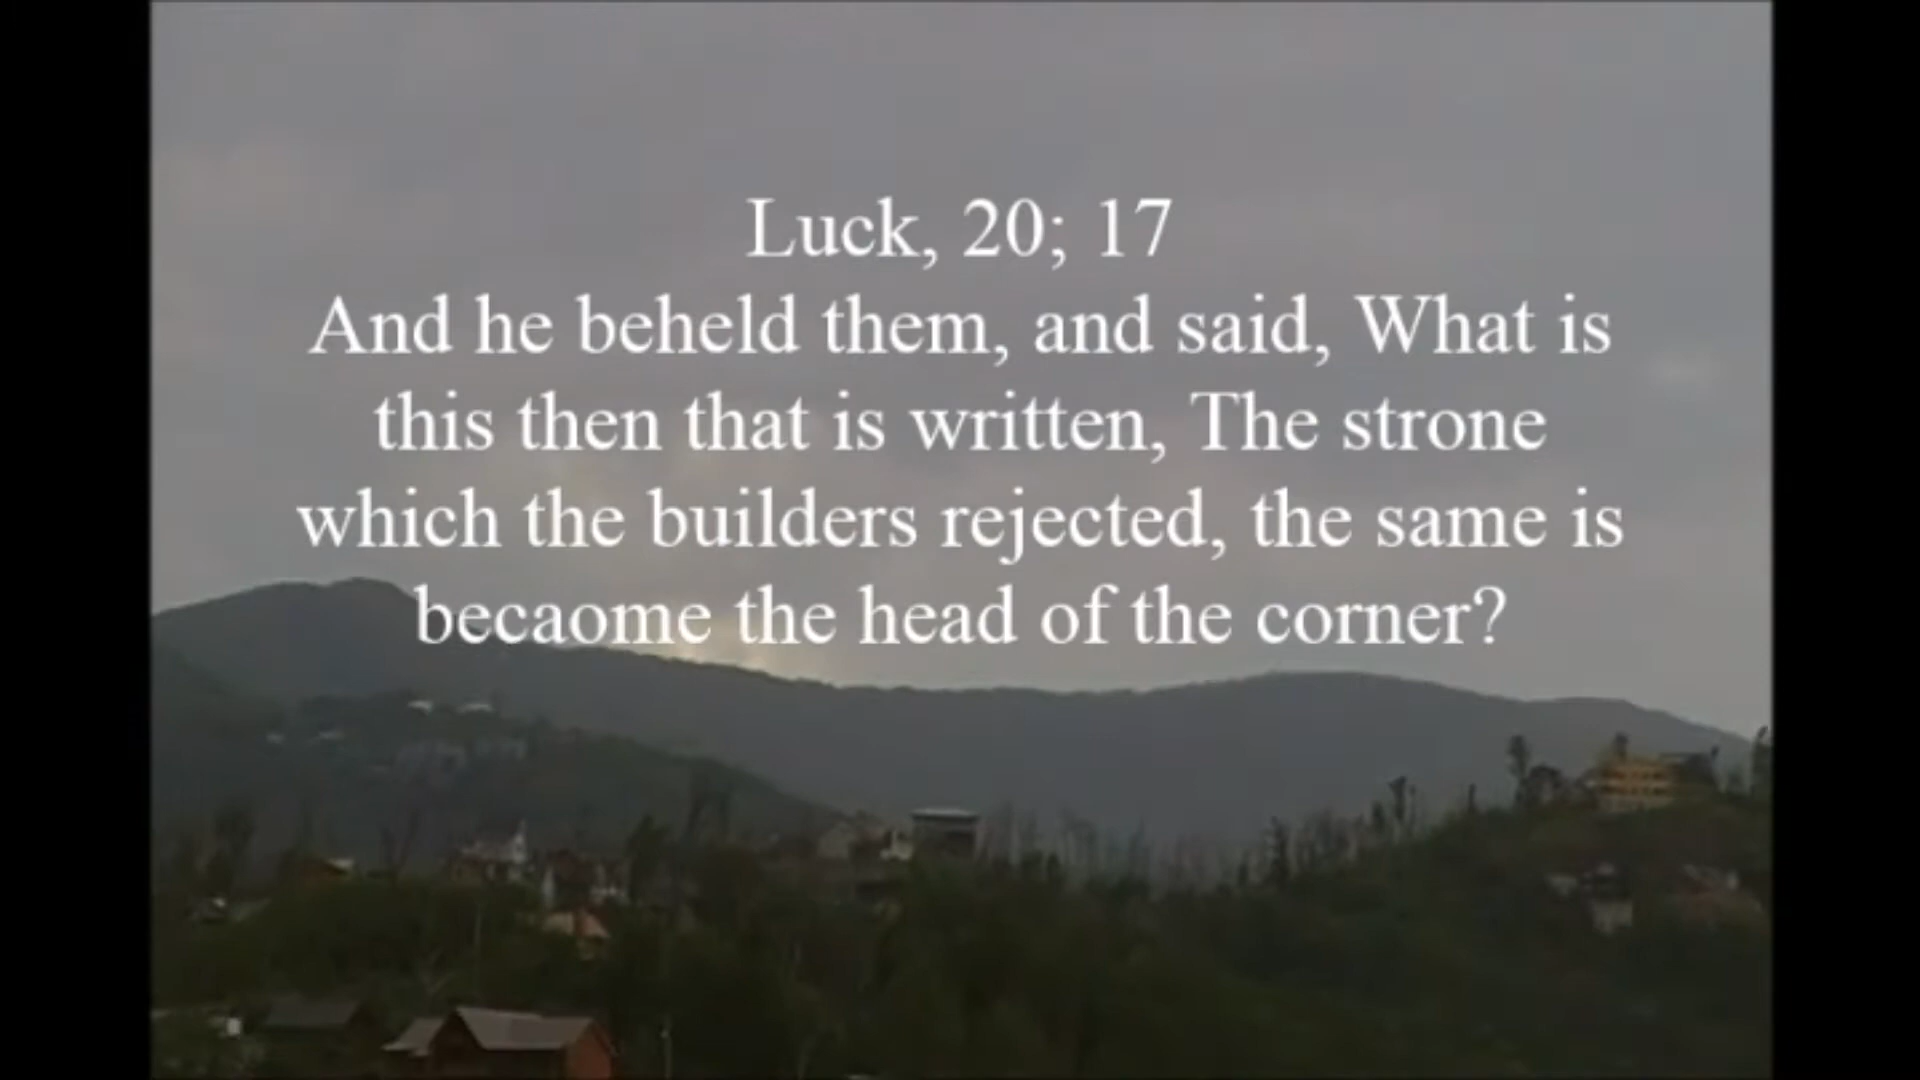 Luck, 20; 17
And he beheld them, and said, What is
this then that is written, The strone
which the builders rejected, the same is
becaome the head of the corner?